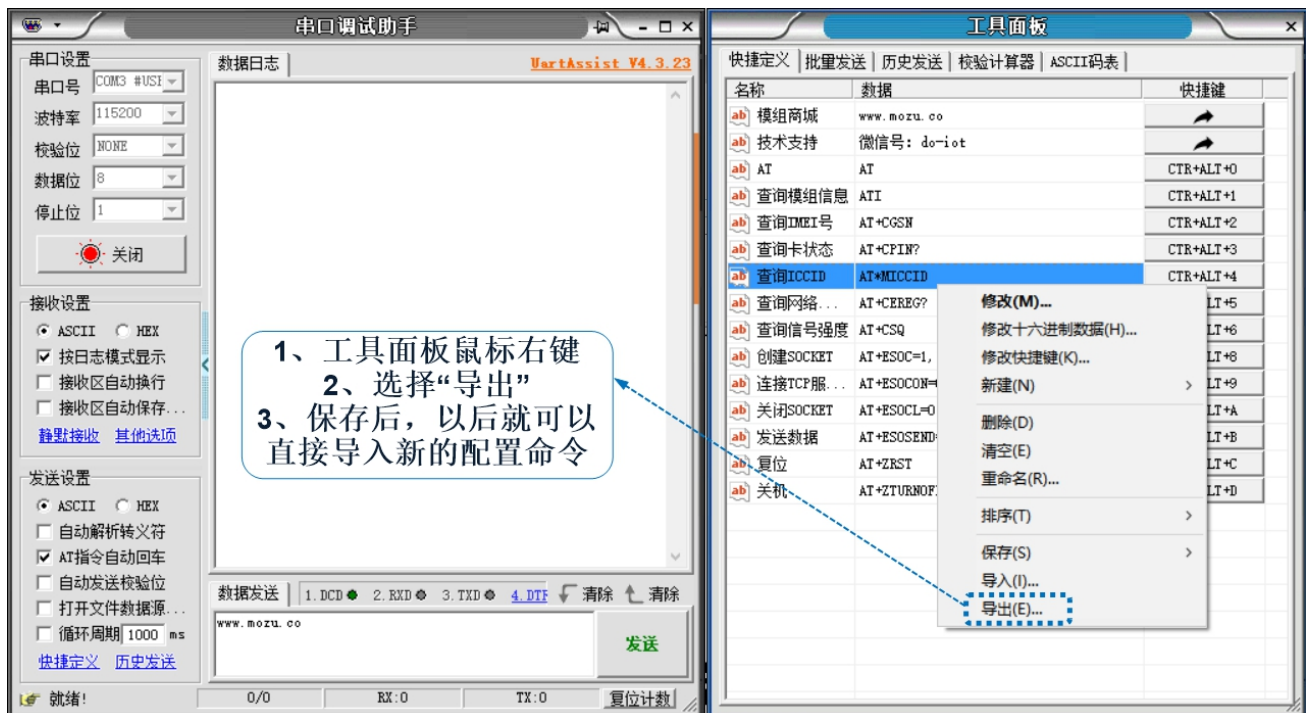 串口调试助手
串口设置
串口号 COM3 #USI
波特率 115200
校验位 NONE
数据位 8
停止位 1
关闭
接收设置
ASCII HEX
按日志模式显示
接收区自动换行
接收区自动保存...
静默接收 其他选项
发送设置
ASCII HEX
自动解析转义符
AT指令自动回车
自动发送校验位
打开文件数据源...
循环周期 1000 ms
快捷定义 历史发送
数据日志 UartAssist V4.3.23
1、工具面板鼠标右键
2、选择“导出”
3、保存后，以后就可以
直接导入新的配置命令
数据发送 1.DCD 2.RXD 3.TXD 4.DTF 清除 清除
www.mozu.co
发送
就绪! 0/0 RX:0 TX:0 复位计数
工具面板
快捷定义 批量发送 历史发送 校验计算器 ASCII码表
名称 数据 快捷键
模组商城 www.mozu.co
技术支持 微信号: do-iot
AT AT CTR+ALT+0
查询模组信息 ATI CTR+ALT+1
查询IMEI号 AT+CGSN CTR+ALT+2
查询卡状态 AT+CPIN? CTR+ALT+3
查询ICCID AT*MICCID CTR+ALT+4
查询网络... AT+CEREG? LT+5
查询信号强度 AT+CSQ LT+6
创建SOCKET AT+ESOC=1, LT+8
连接TCP服... AT+ESOCON= LT+9
关闭SOCKET AT+ESOCL=0 LT+A
发送数据 AT+ESOSEND= LT+B
复位 AT+ZRST LT+C
关机 AT+ZTURNOF LT+D
修改(M)...
修改十六进制数据(H)...
修改快捷键(K)...
新建(N)
删除(D)
清空(E)
重命名(R)...
排序(T)
保存(S)
导入(I)...
导出(E)...